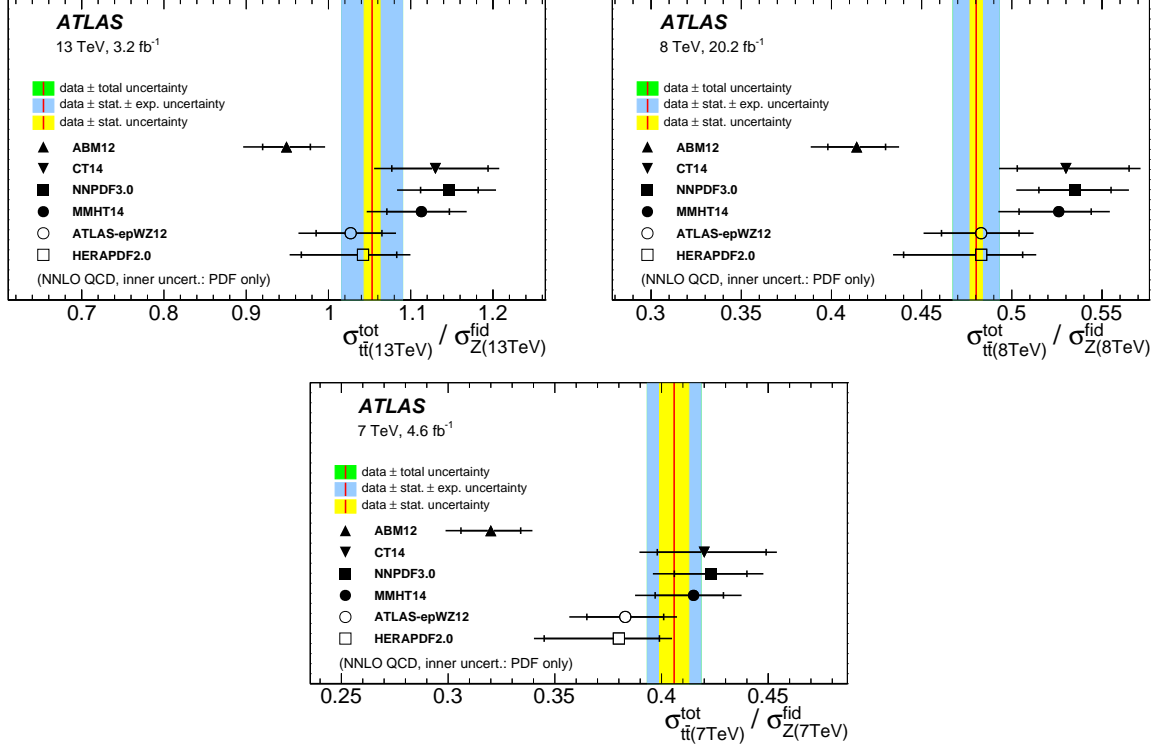 ATLAS
13 TeV, 3.2 fb⁻¹
data ± total uncertainty
data ± stat. ± exp. uncertainty
data ± stat. uncertainty
ABM12
CT14
NNPDF3.0
MMHT14
ATLAS-epWZ12
HERAPDF2.0
(NNLO QCD, inner uncert.: PDF only)
0.7 0.8 0.9 1 1.1 1.2
σ^tot_tt̄(13TeV) / σ^fid_Z(13TeV)
ATLAS
8 TeV, 20.2 fb⁻¹
data ± total uncertainty
data ± stat. ± exp. uncertainty
data ± stat. uncertainty
ABM12
CT14
NNPDF3.0
MMHT14
ATLAS-epWZ12
HERAPDF2.0
(NNLO QCD, inner uncert.: PDF only)
0.3 0.35 0.4 0.45 0.5 0.55
σ^tot_tt̄(8TeV) / σ^fid_Z(8TeV)
ATLAS
7 TeV, 4.6 fb⁻¹
data ± total uncertainty
data ± stat. ± exp. uncertainty
data ± stat. uncertainty
ABM12
CT14
NNPDF3.0
MMHT14
ATLAS-epWZ12
HERAPDF2.0
(NNLO QCD, inner uncert.: PDF only)
0.25 0.3 0.35 0.4 0.45
σ^tot_tt̄(7TeV) / σ^fid_Z(7TeV)